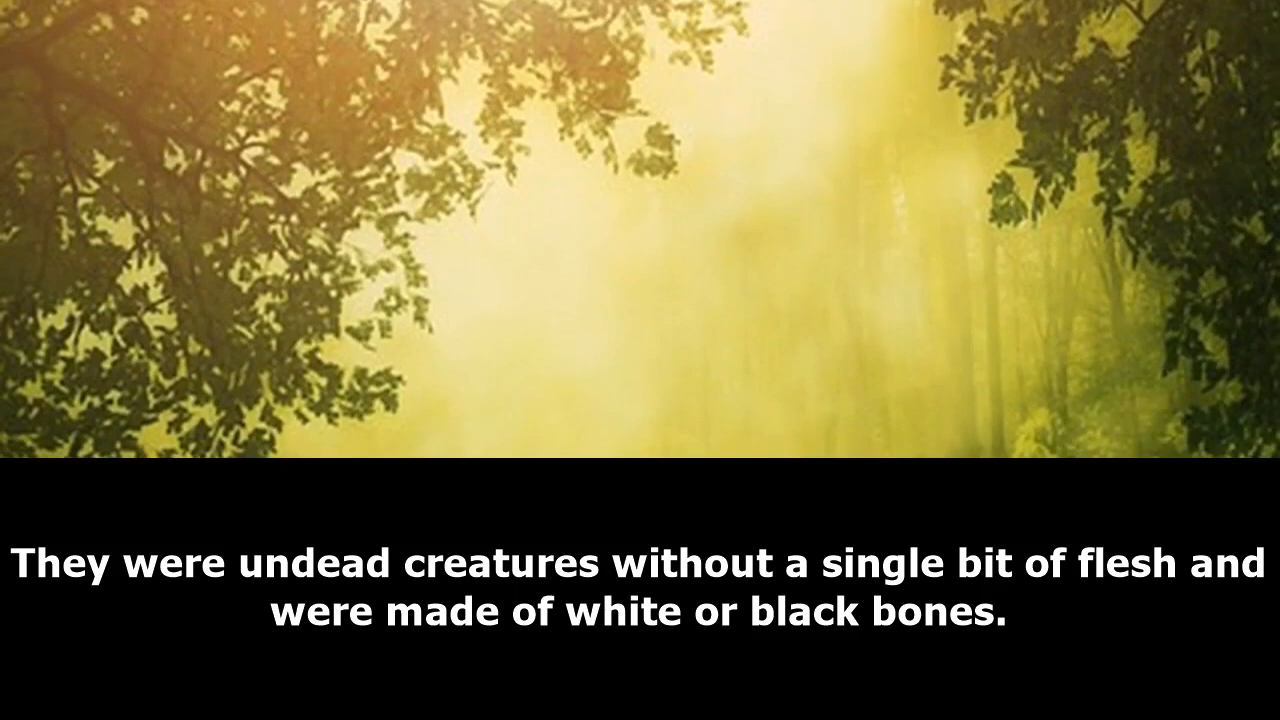 They were undead creatures without a single bit of flesh and
were made of white or black bones.